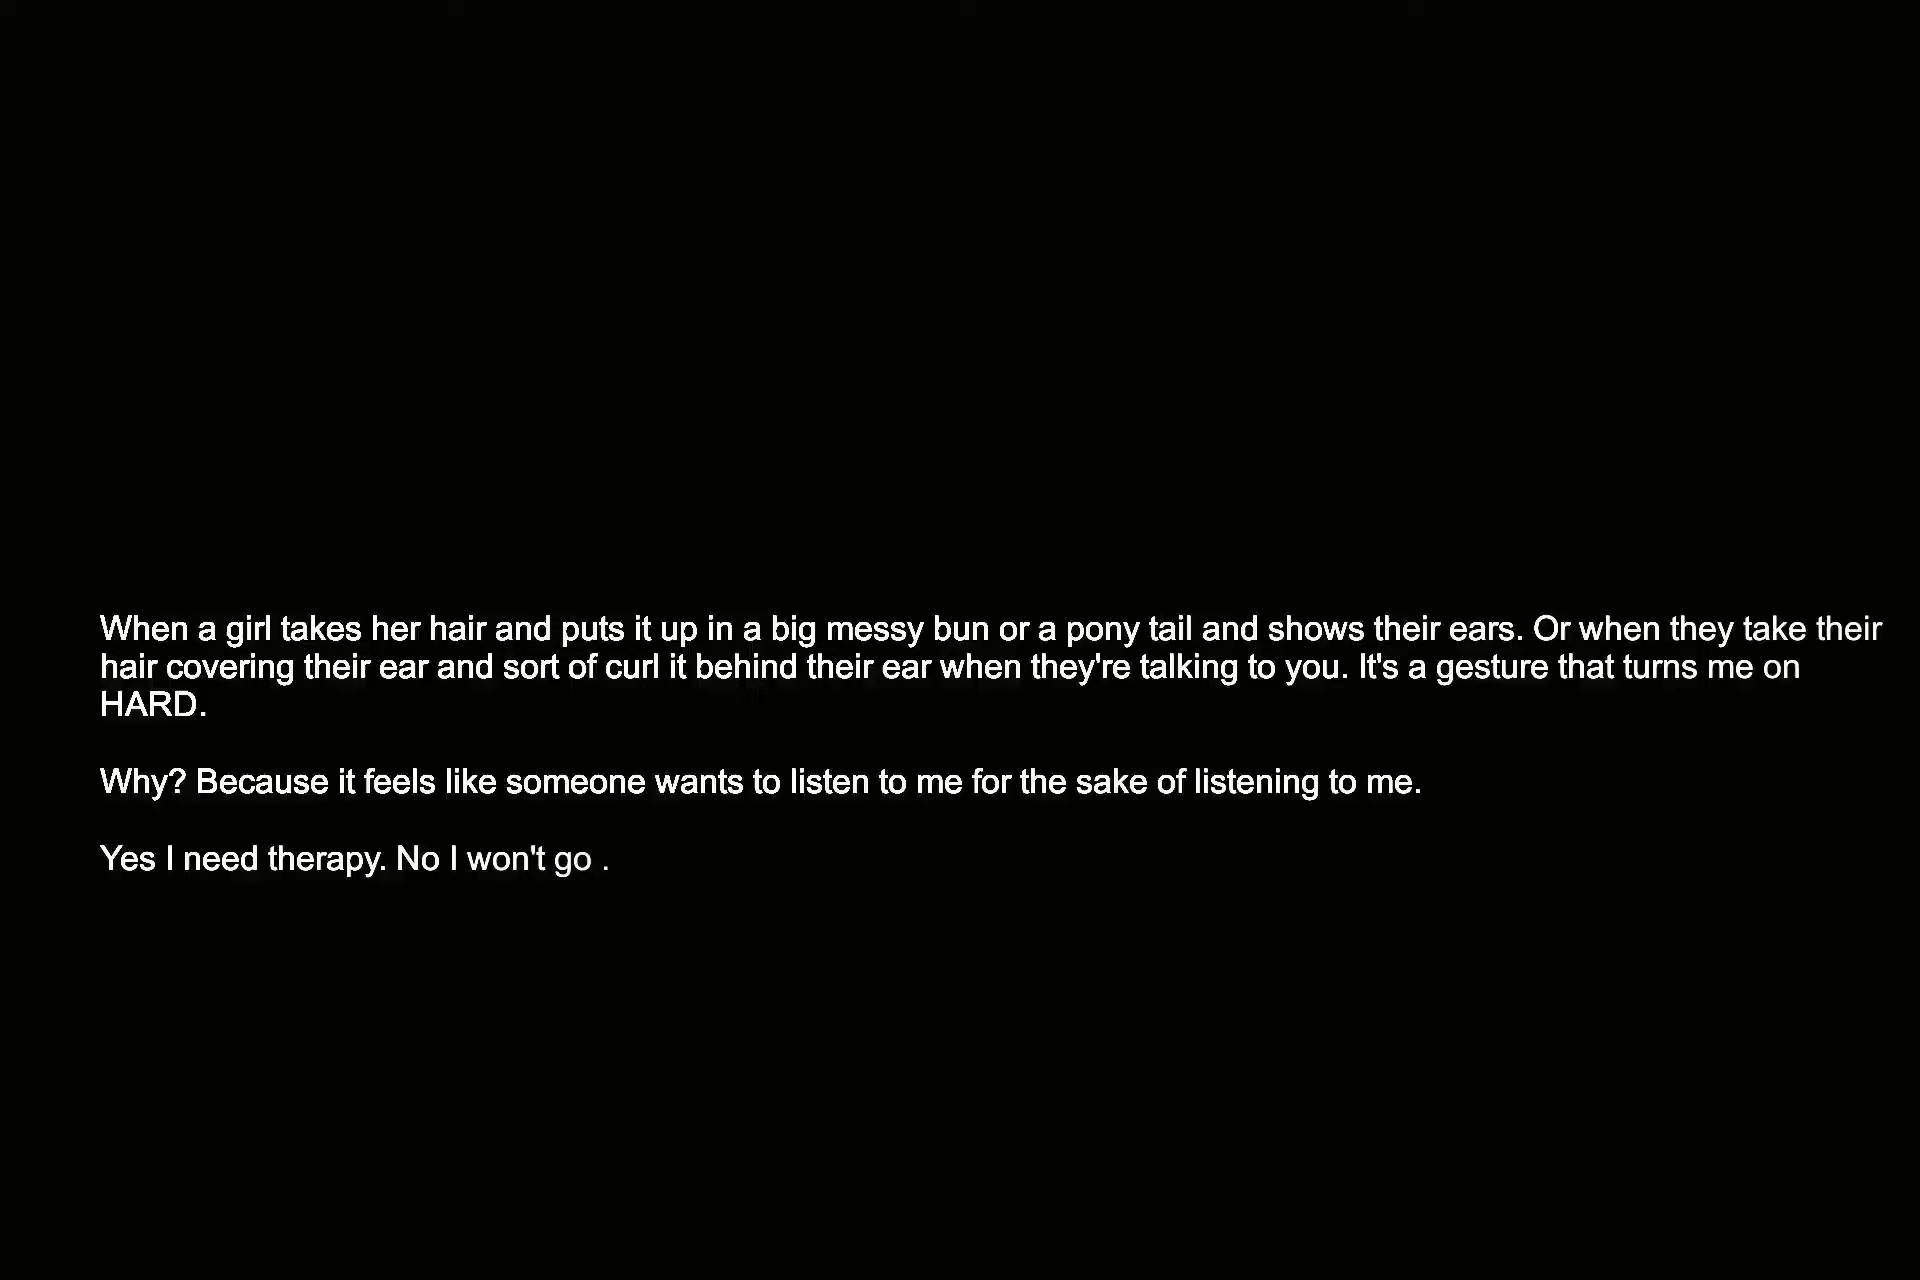 When a girl takes her hair and puts it up in a big messy bun or a pony tail and shows their ears. Or when they take their
hair covering their ear and sort of curl it behind their ear when they're talking to you. It's a gesture that turns me on
HARD.
Why? Because it feels like someone wants to listen to me for the sake of listening to me.
Yes I need therapy. No I won't go .